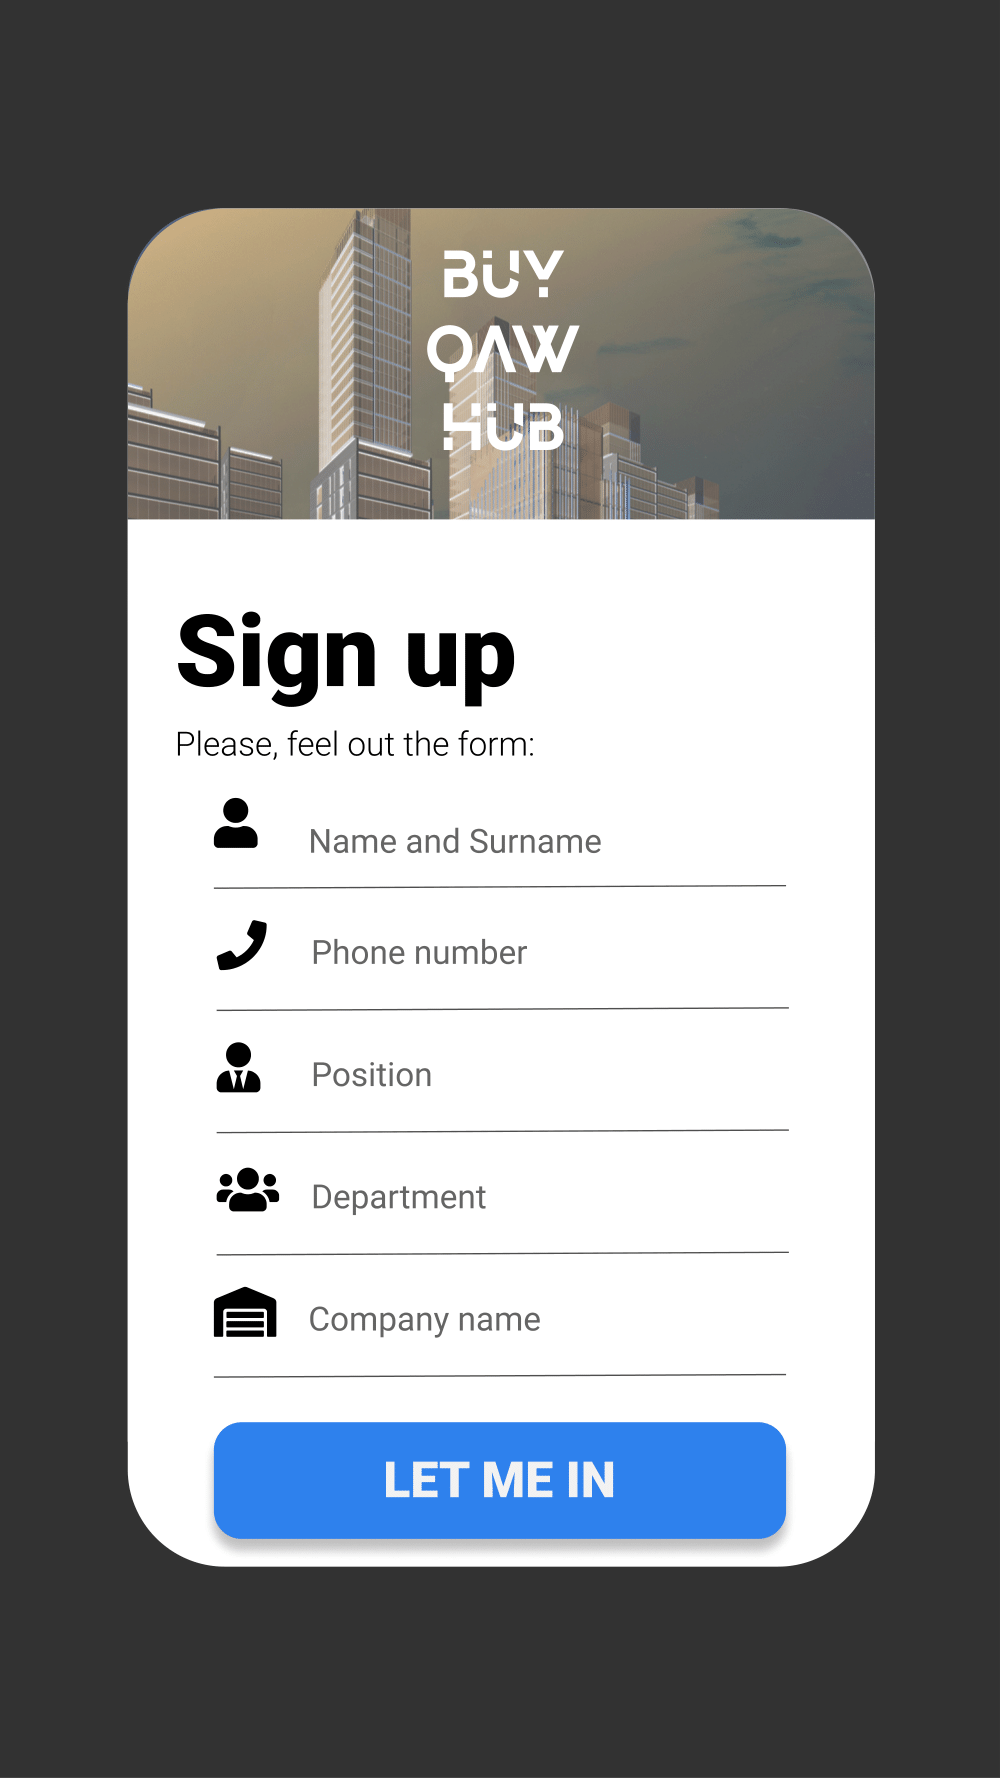 BUY
QAW
HUB
Sign up
Please, feel out the form:
Name and Surname
Phone number
Position
Department
Company name
LET ME IN